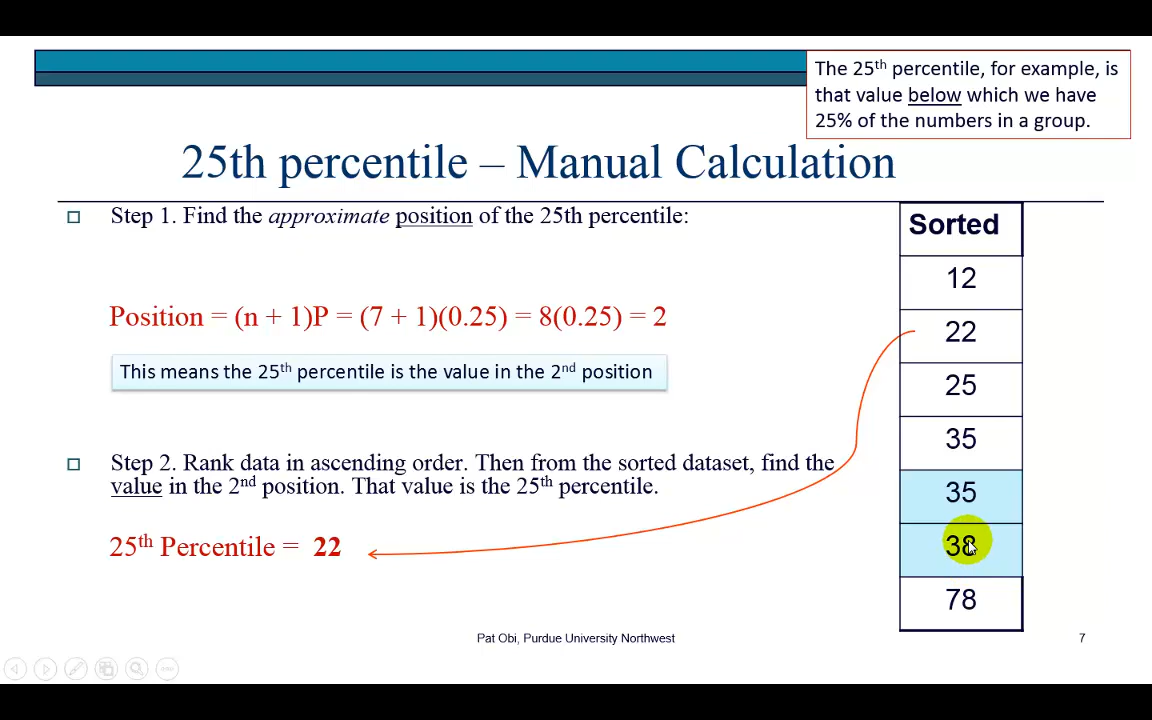 The 25th percentile, for example, is
that value below which we have
25% of the numbers in a group.
25th percentile – Manual Calculation
Step 1. Find the approximate position of the 25th percentile:
Position = (n + 1)P = (7 + 1)(0.25) = 8(0.25) = 2
This means the 25th percentile is the value in the 2nd position
Step 2. Rank data in ascending order. Then from the sorted dataset, find the
value in the 2nd position. That value is the 25th percentile.
25th Percentile = 22
Sorted
12
22
25
35
35
38
78
Pat Obi, Purdue University Northwest
7